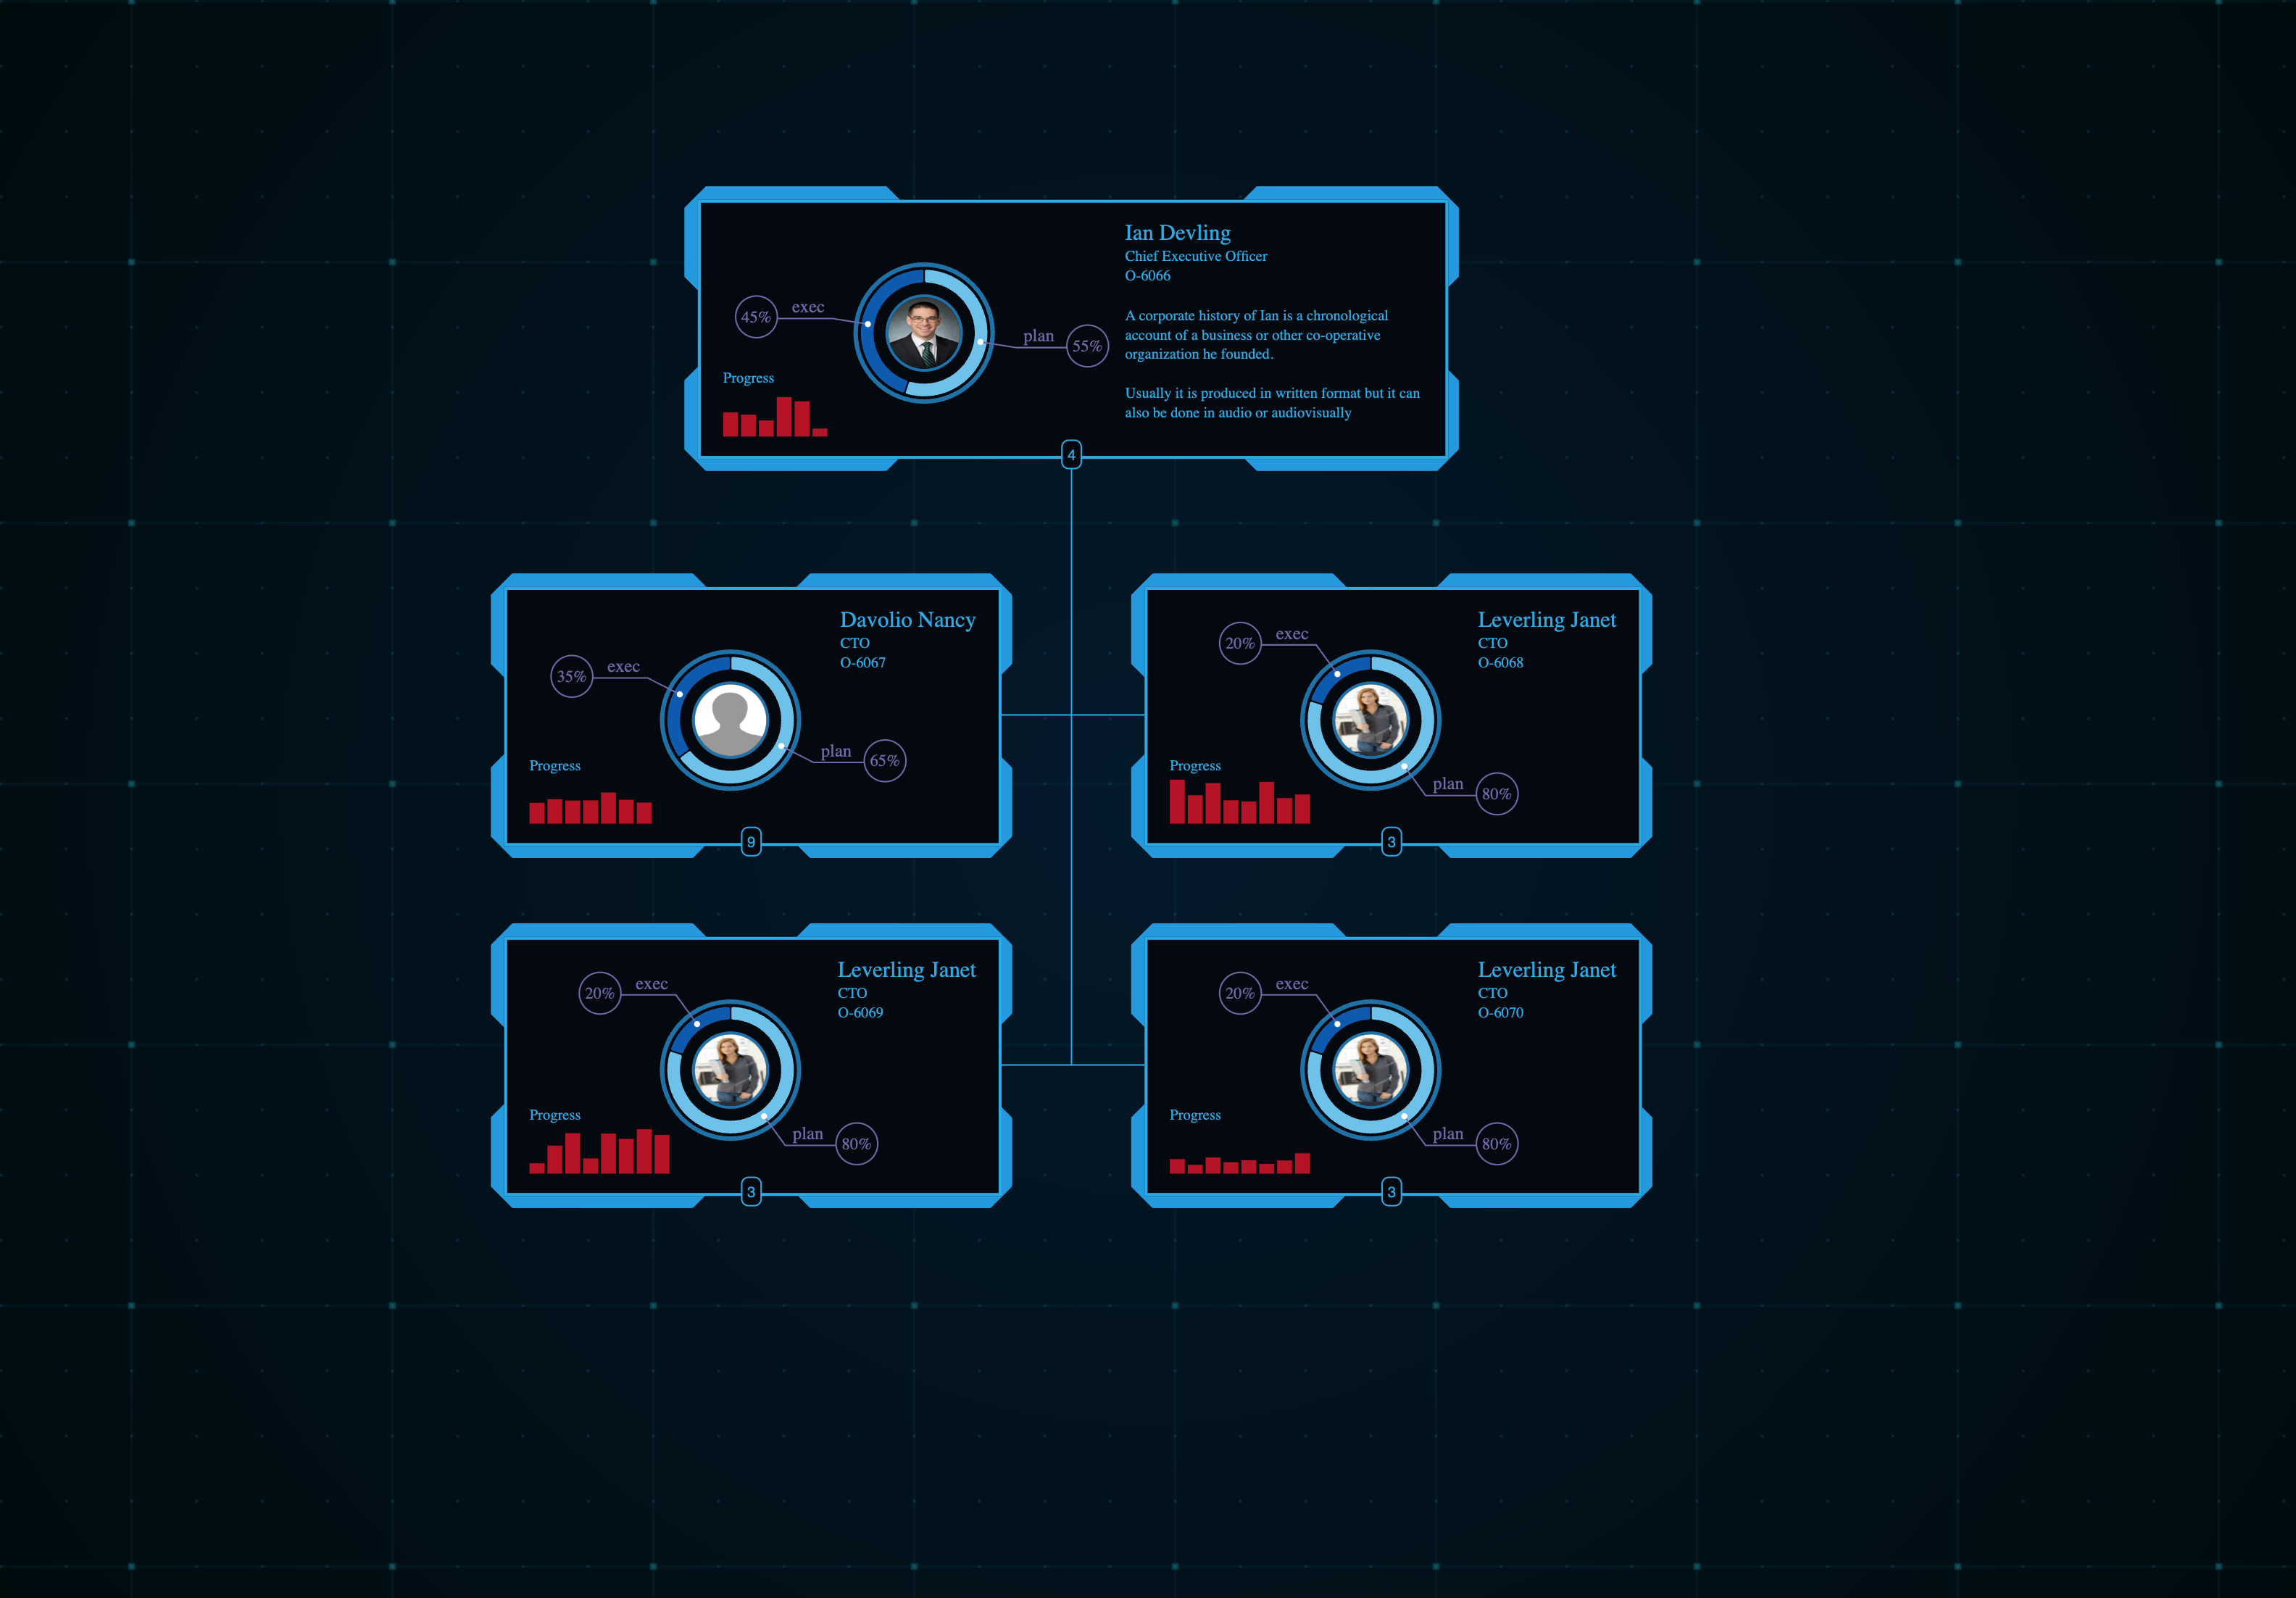 Ian Devling
Chief Executive Officer
O-6066
45%
exec
plan
55%
A corporate history of Ian is a chronological
account of a business or other co-operative
organization he founded.
Usually it is produced in written format but it can
also be done in audio or audiovisually
Progress
4
Davolio Nancy
CTO
O-6067
35%
exec
plan
65%
Progress
9
Leverling Janet
CTO
O-6068
20%
exec
plan
80%
Progress
3
Leverling Janet
CTO
O-6069
20%
exec
plan
80%
Progress
3
Leverling Janet
CTO
O-6070
20%
exec
plan
80%
Progress
3